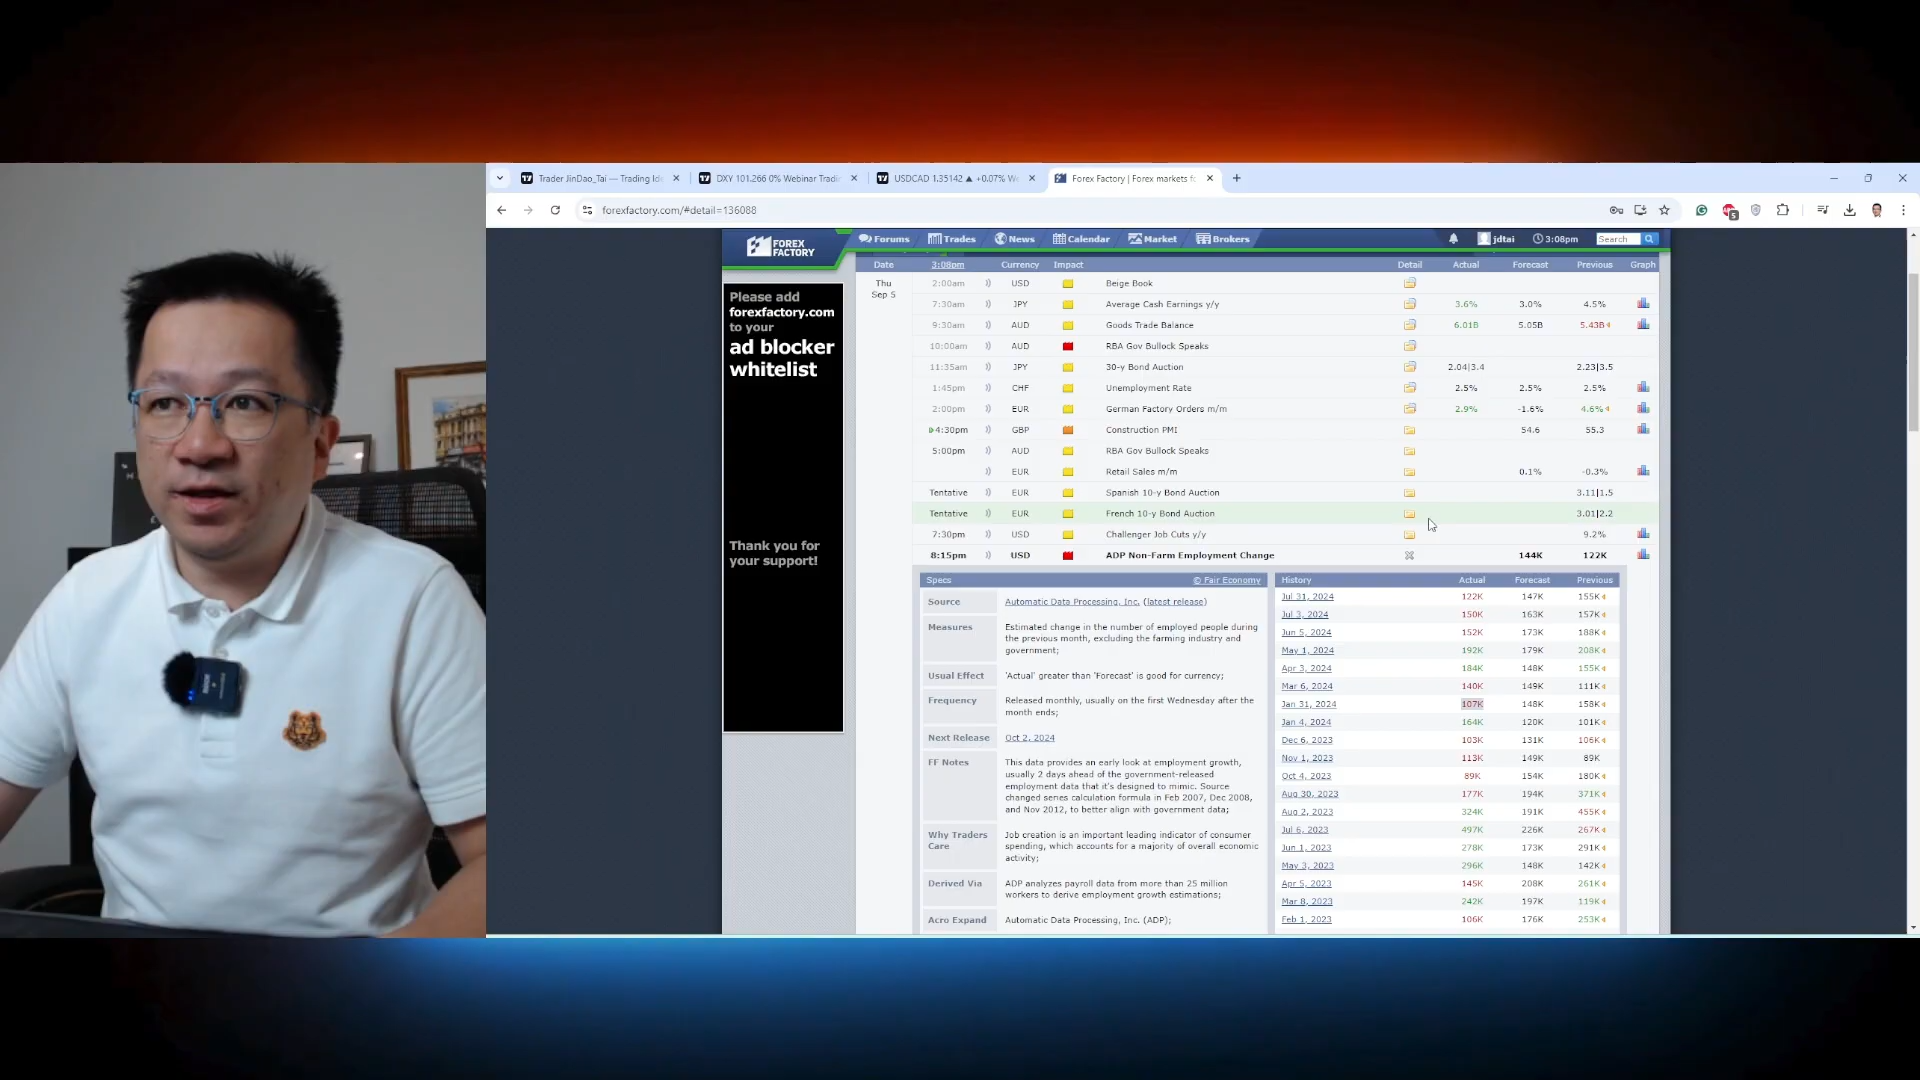 Trader JinDao_Tai — Trading Ide
DXY 101.266 0% Webinar Tradi
USDCAD 1.35142 ▲ +0.07% We
Forex Factory | Forex markets fo
forexfactory.com/#detail=136088
FOREX FACTORY
Forums Trades News Calendar Market Brokers
jdtai 3:08pm Search
Date 3:08pm Currency Impact Detail Actual Forecast Previous Graph
Thu
Sep 5
2:00am USD Beige Book
7:30am JPY Average Cash Earnings y/y 3.6% 3.0% 4.5%
9:30am AUD Goods Trade Balance 6.01B 5.05B 5.43B
10:00am AUD RBA Gov Bullock Speaks
11:35am JPY 30-y Bond Auction 2.04|3.4 2.23|3.5
1:45pm CHF Unemployment Rate 2.5% 2.5% 2.5%
2:00pm EUR German Factory Orders m/m 2.9% -1.6% 4.6%
4:30pm GBP Construction PMI 54.6 55.3
5:00pm AUD RBA Gov Bullock Speaks
EUR Retail Sales m/m 0.1% -0.3%
Tentative EUR Spanish 10-y Bond Auction 3.11|1.5
Tentative EUR French 10-y Bond Auction 3.01|2.2
7:30pm USD Challenger Job Cuts y/y 9.2%
8:15pm USD ADP Non-Farm Employment Change 144K 122K
Please add
forexfactory.com
to your
ad blocker
whitelist
Thank you for
your support!
Specs © Fair Economy
Source Automatic Data Processing, Inc. (latest release)
Measures Estimated change in the number of employed people during
the previous month, excluding the farming industry and
government;
Usual Effect 'Actual' greater than 'Forecast' is good for currency;
Frequency Released monthly, usually on the first Wednesday after the
month ends;
Next Release Oct 2, 2024
FF Notes This data provides an early look at employment growth,
usually 2 days ahead of the government-released
employment data that it's designed to mimic. Source
changed series calculation formula in Feb 2007, Dec 2008,
and Nov 2012, to better align with government data;
Why Traders
Care
Job creation is an important leading indicator of consumer
spending, which accounts for a majority of overall economic
activity;
Derived Via ADP analyzes payroll data from more than 25 million
workers to derive employment growth estimations;
Acro Expand Automatic Data Processing, Inc. (ADP);
History Actual Forecast Previous
Jul 31, 2024 122K 147K 155K
Jul 3, 2024 150K 163K 157K
Jun 5, 2024 152K 173K 188K
May 1, 2024 192K 179K 208K
Apr 3, 2024 184K 148K 155K
Mar 6, 2024 140K 149K 111K
Jan 31, 2024 107K 148K 158K
Jan 4, 2024 164K 120K 101K
Dec 6, 2023 103K 131K 106K
Nov 1, 2023 113K 149K 89K
Oct 4, 2023 89K 154K 180K
Aug 30, 2023 177K 194K 371K
Aug 2, 2023 324K 191K 455K
Jul 6, 2023 497K 226K 267K
Jun 1, 2023 278K 173K 291K
May 3, 2023 296K 148K 142K
Apr 5, 2023 145K 208K 261K
Mar 8, 2023 242K 197K 119K
Feb 1, 2023 106K 176K 253K